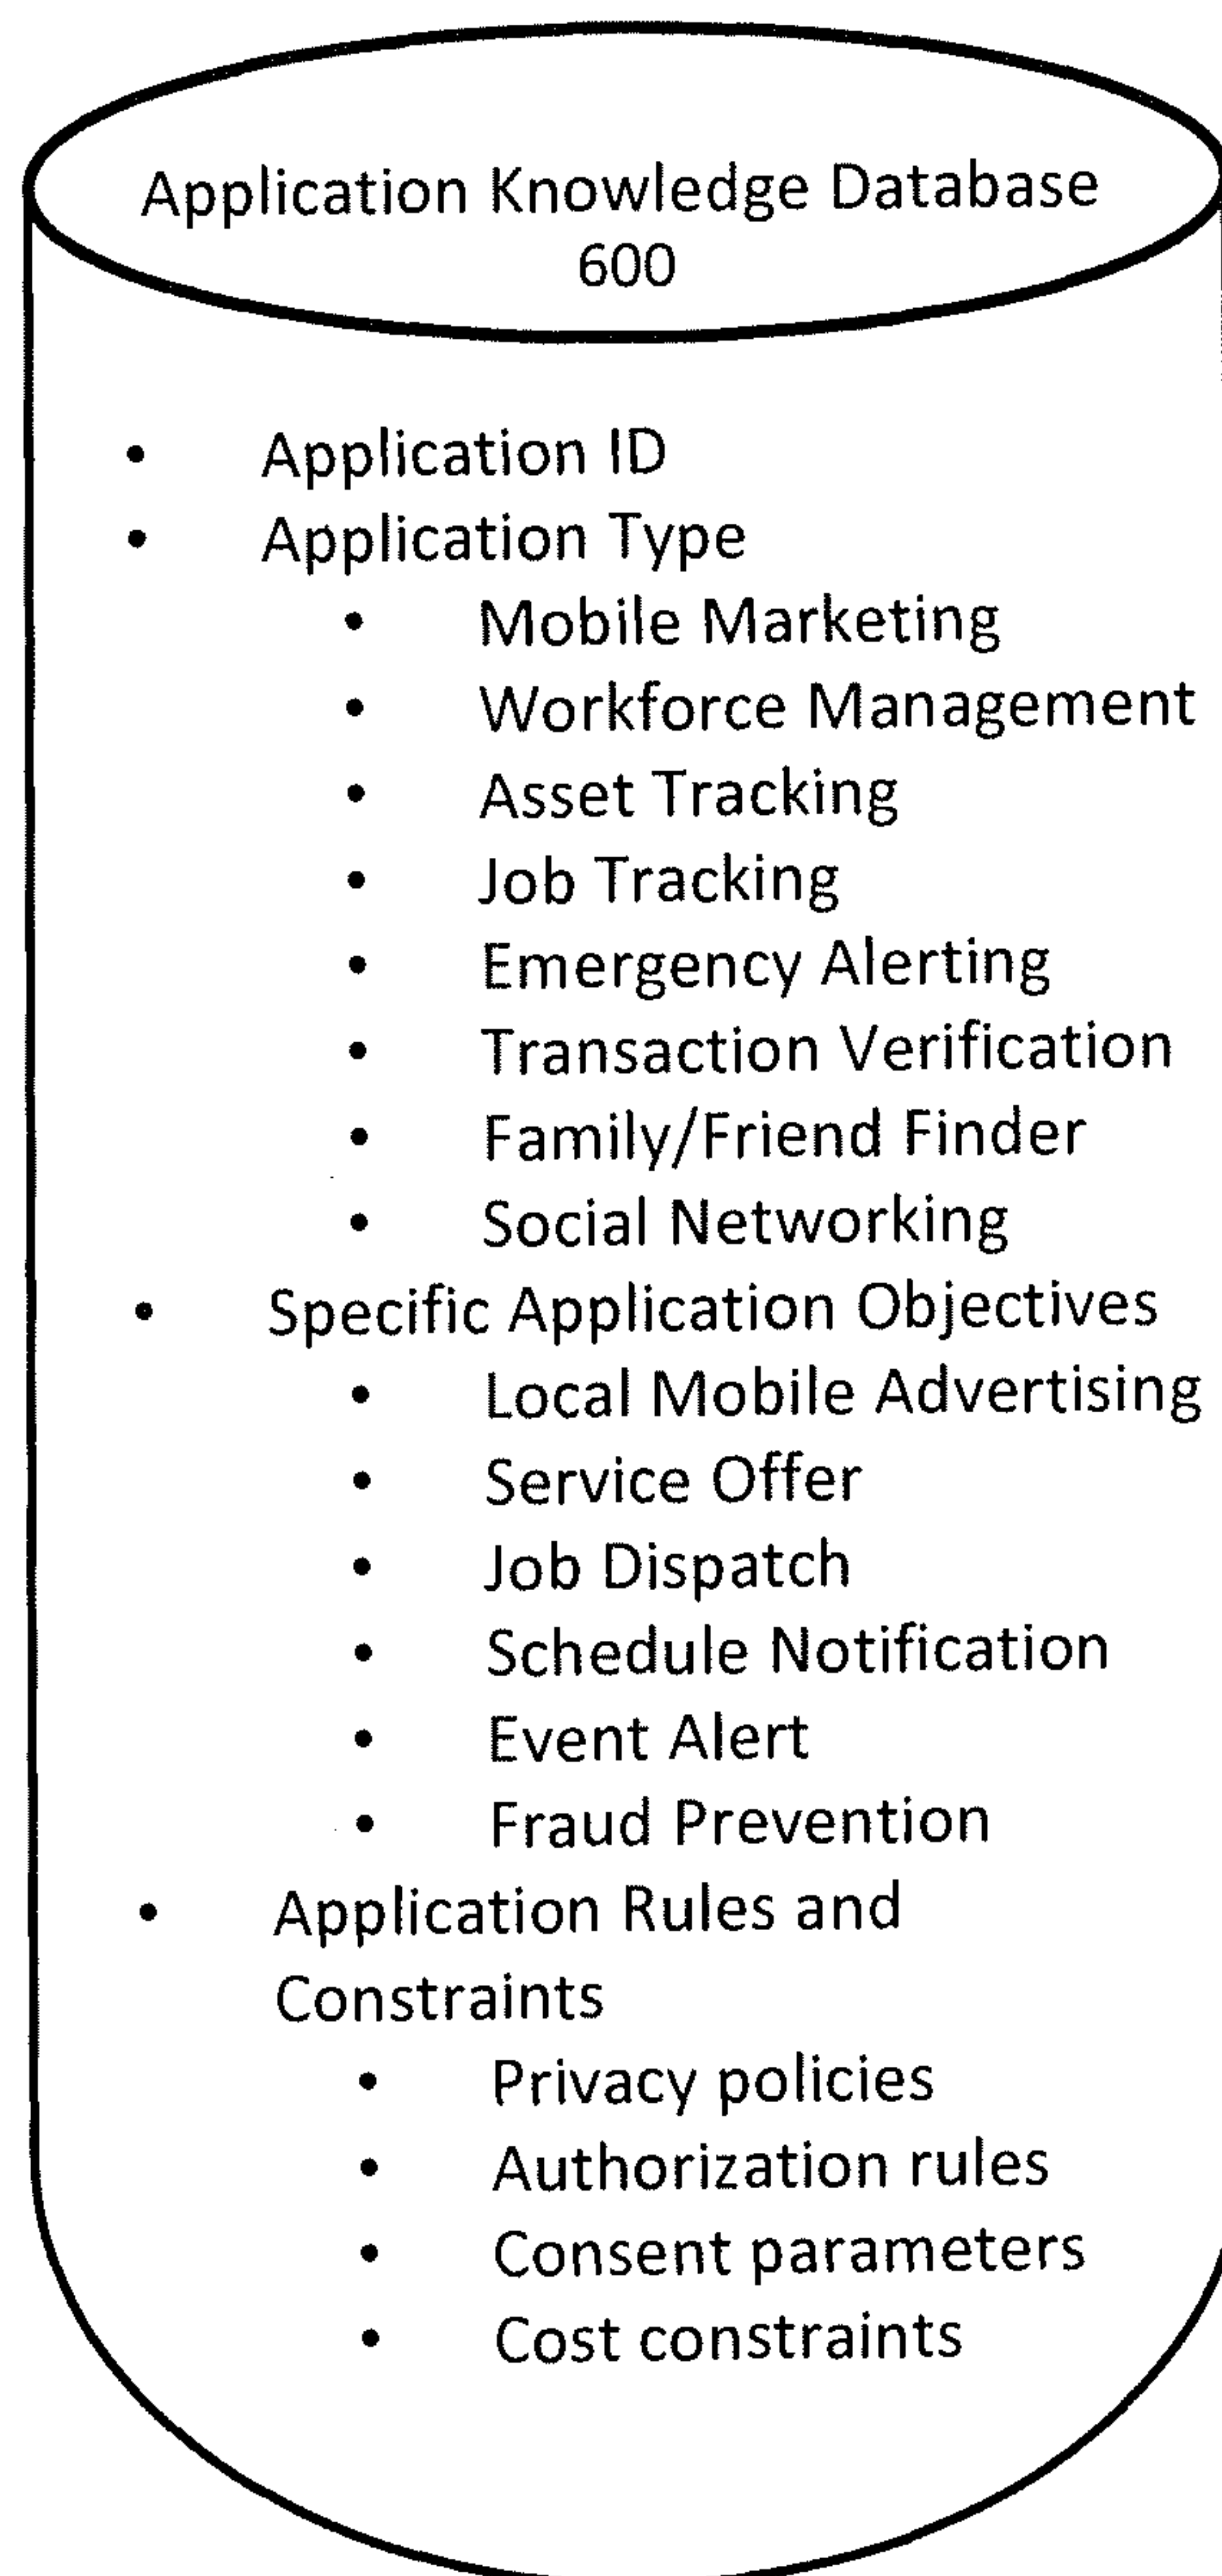 Application Knowledge Database
600
• Application ID
• Application Type
• Mobile Marketing
• Workforce Management
• Asset Tracking
• Job Tracking
• Emergency Alerting
• Transaction Verification
• Family/Friend Finder
• Social Networking
• Specific Application Objectives
• Local Mobile Advertising
• Service Offer
• Job Dispatch
• Schedule Notification
• Event Alert
• Fraud Prevention
• Application Rules and
Constraints
• Privacy policies
• Authorization rules
• Consent parameters
• Cost constraints